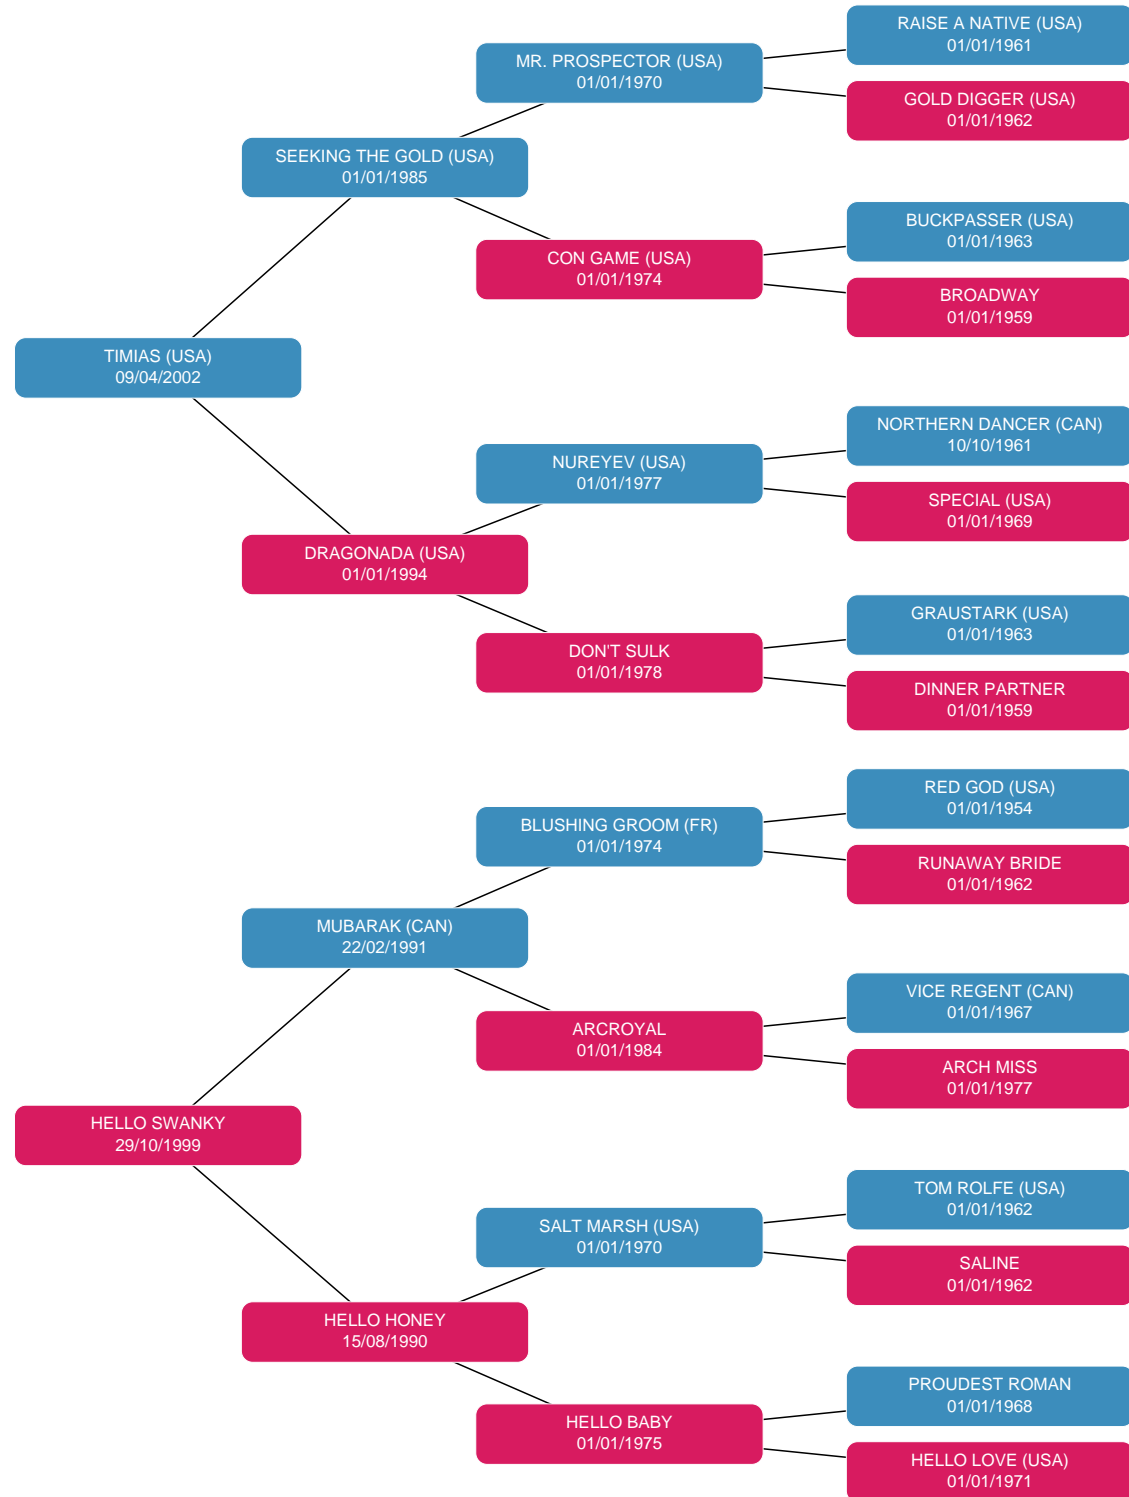 RAISE A NATIVE (USA)
01/01/1961
MR. PROSPECTOR (USA)
01/01/1970
GOLD DIGGER (USA)
01/01/1962
SEEKING THE GOLD (USA)
01/01/1985
BUCKPASSER (USA)
01/01/1963
CON GAME (USA)
01/01/1974
BROADWAY
01/01/1959
TIMIAS (USA)
09/04/2002
NORTHERN DANCER (CAN)
10/10/1961
NUREYEV (USA)
01/01/1977
SPECIAL (USA)
01/01/1969
DRAGONADA (USA)
01/01/1994
GRAUSTARK (USA)
01/01/1963
DON'T SULK
01/01/1978
DINNER PARTNER
01/01/1959
RED GOD (USA)
01/01/1954
BLUSHING GROOM (FR)
01/01/1974
RUNAWAY BRIDE
01/01/1962
MUBARAK (CAN)
22/02/1991
VICE REGENT (CAN)
01/01/1967
ARCROYAL
01/01/1984
ARCH MISS
01/01/1977
HELLO SWANKY
29/10/1999
TOM ROLFE (USA)
01/01/1962
SALT MARSH (USA)
01/01/1970
SALINE
01/01/1962
HELLO HONEY
15/08/1990
PROUDEST ROMAN
01/01/1968
HELLO BABY
01/01/1975
HELLO LOVE (USA)
01/01/1971